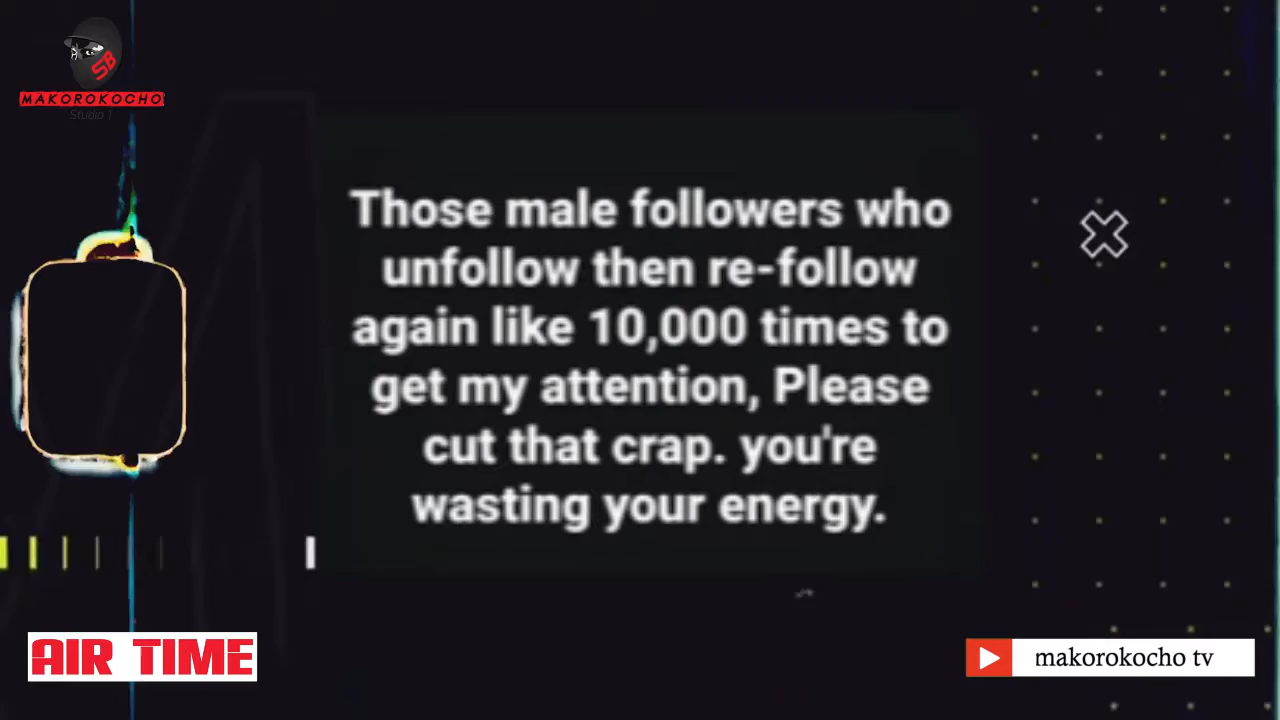 SB
MAKOROKOCHO
Studio 1
Those male followers who
unfollow then re-follow
again like 10,000 times to
get my attention, Please
cut that crap. you're
wasting your energy.
AIR TIME
makorokocho tv